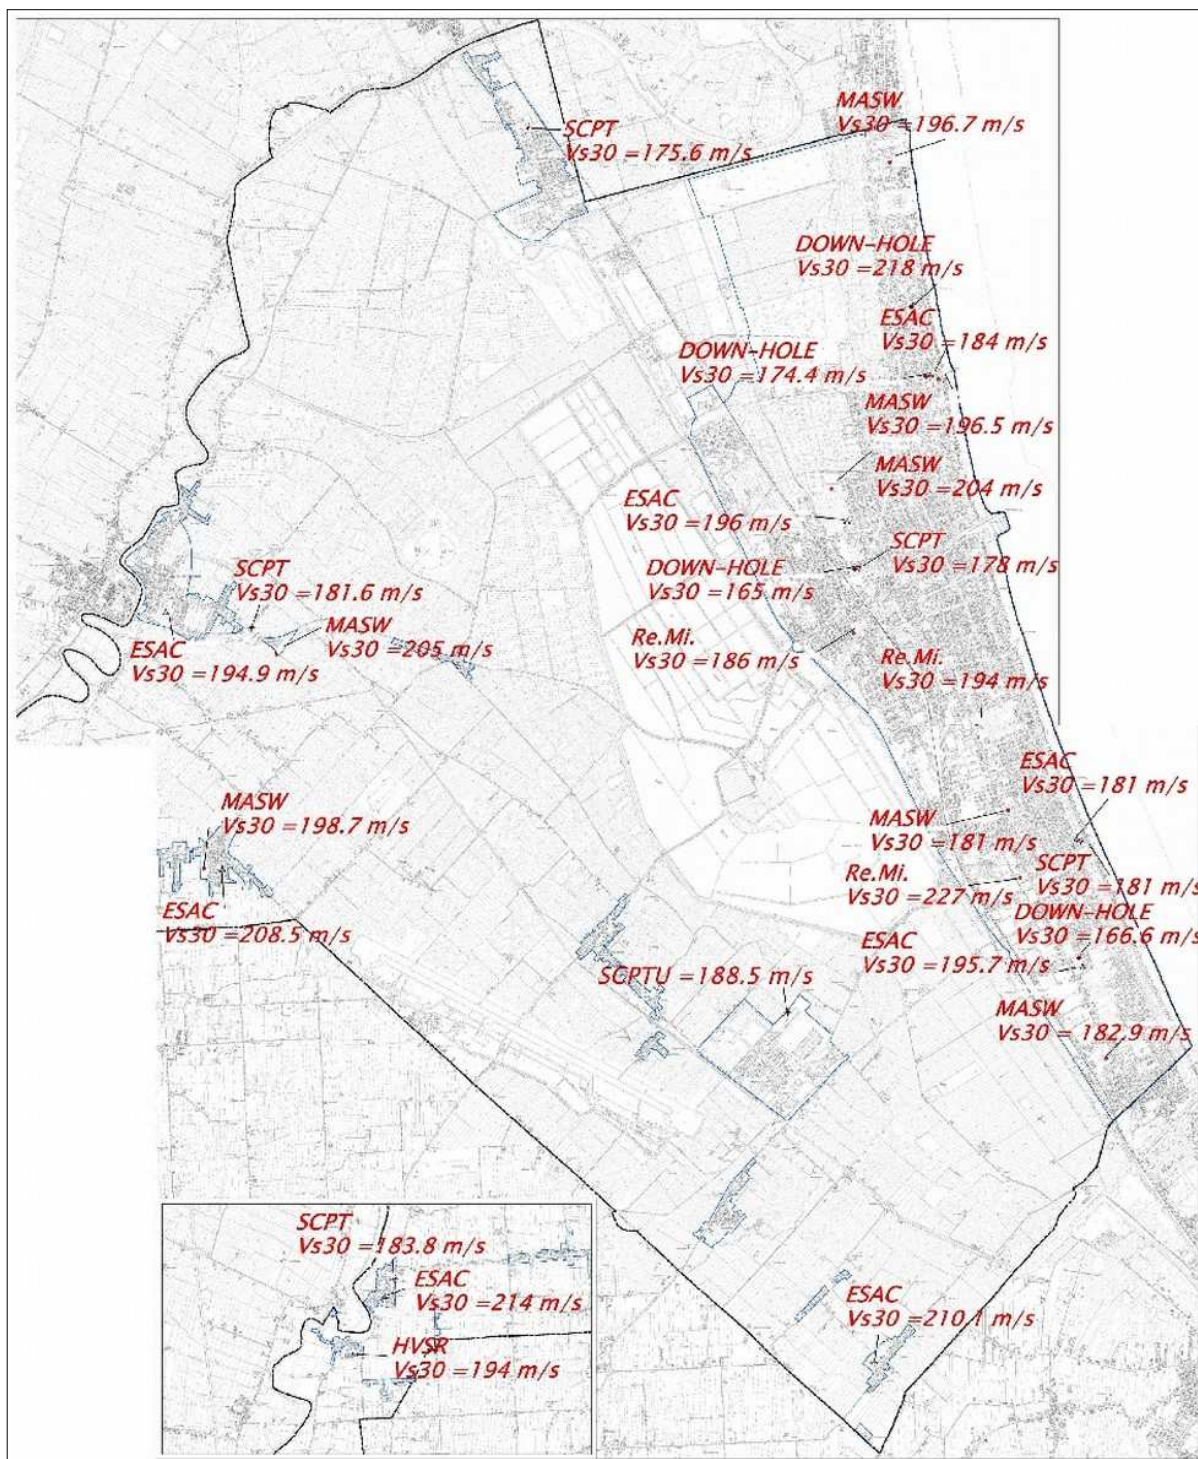 MASW
Vs30 =196.7 m/s
SCPT
Vs30 =175.6 m/s
DOWN-HOLE
Vs30 =218 m/s
ESAC
Vs30 =184 m/s
DOWN-HOLE
Vs30 =174.4 m/s
MASW
Vs30 =196.5 m/s
MASW
Vs30 =204 m/s
ESAC
Vs30 =196 m/s
SCPT
Vs30 =178 m/s
DOWN-HOLE
Vs30 =165 m/s
SCPT
Vs30 =181.6 m/s
MASW
Vs30 =205 m/s
ESAC
Vs30 =194.9 m/s
Re.Mi.
Vs30 =186 m/s
Re.Mi.
Vs30 =194 m/s
ESAC
Vs30 =181 m/s
MASW
Vs30 =198.7 m/s
MASW
Vs30 =181 m/s
SCPT
Vs30 =181 m/s
Re.Mi.
Vs30 =227 m/s
ESAC
Vs30 =208.5 m/s
DOWN-HOLE
Vs30 =166.6 m/s
ESAC
Vs30 =195.7 m/s
SCPTU =188.5 m/s
MASW
Vs30 = 182.9 m/s
SCPT
Vs30 =183.8 m/s
ESAC
Vs30 =214 m/s
HVSR
Vs30 =194 m/s
ESAC
Vs30 =210.1 m/s